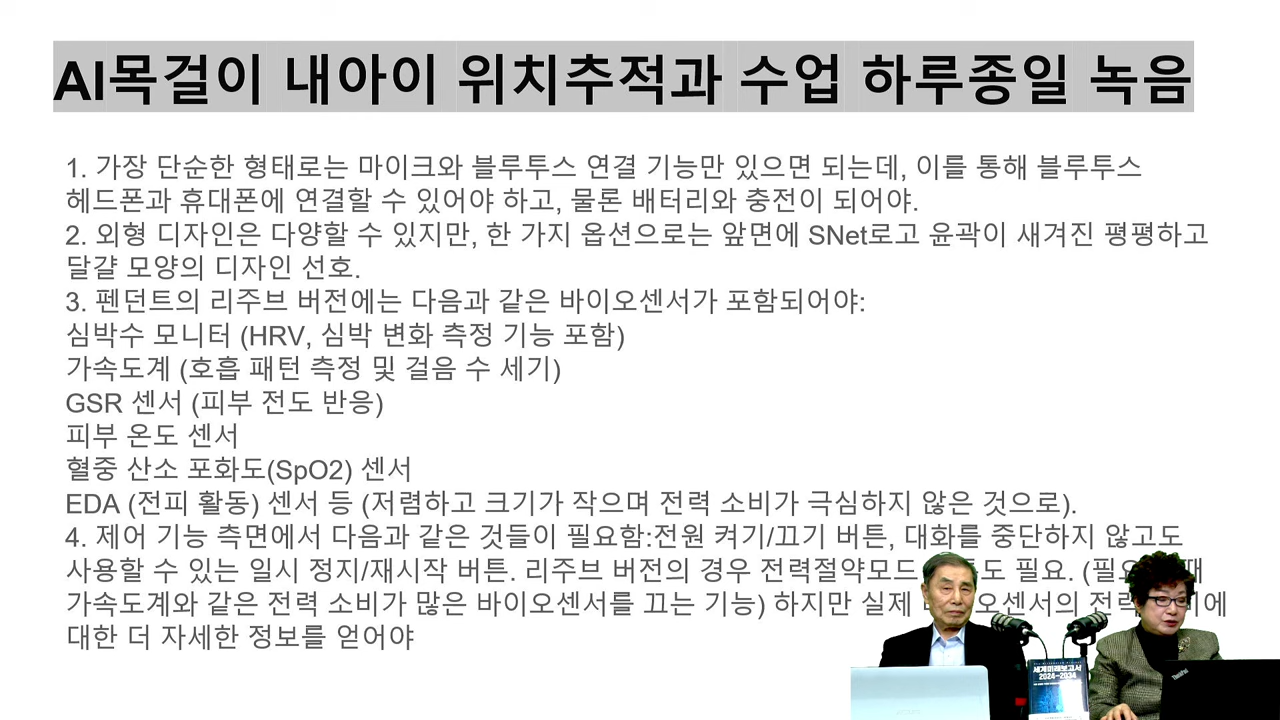 AI목걸이 내아이 위치추적과 수업 하루종일 녹음
1. 가장 단순한 형태로는 마이크와 블루투스 연결 기능만 있으면 되는데, 이를 통해 블루투스
헤드폰과 휴대폰에 연결할 수 있어야 하고, 물론 배터리와 충전이 되어야.
2. 외형 디자인은 다양할 수 있지만, 한 가지 옵션으로는 앞면에 SNet로고 윤곽이 새겨진 평평하고
달걀 모양의 디자인 선호.
3. 펜던트의 리주브 버전에는 다음과 같은 바이오센서가 포함되어야:
심박수 모니터 (HRV, 심박 변화 측정 기능 포함)
가속도계 (호흡 패턴 측정 및 걸음 수 세기)
GSR 센서 (피부 전도 반응)
피부 온도 센서
혈중 산소 포화도(SpO2) 센서
EDA (전피 활동) 센서 등 (저렴하고 크기가 작으며 전력 소비가 극심하지 않은 것으로).
4. 제어 기능 측면에서 다음과 같은 것들이 필요함:전원 켜기/끄기 버튼, 대화를 중단하지 않고도
사용할 수 있는 일시 정지/재시작 버튼. 리주브 버전의 경우 전력절약모드 필요. 
가속도계와 같은 전력 소비가 많은 바이오센서를 끄는 기능) 하지만 실제
대한 더 자세한 정보를 얻어야
세계미래보고서
2024-2034
ThinkPad